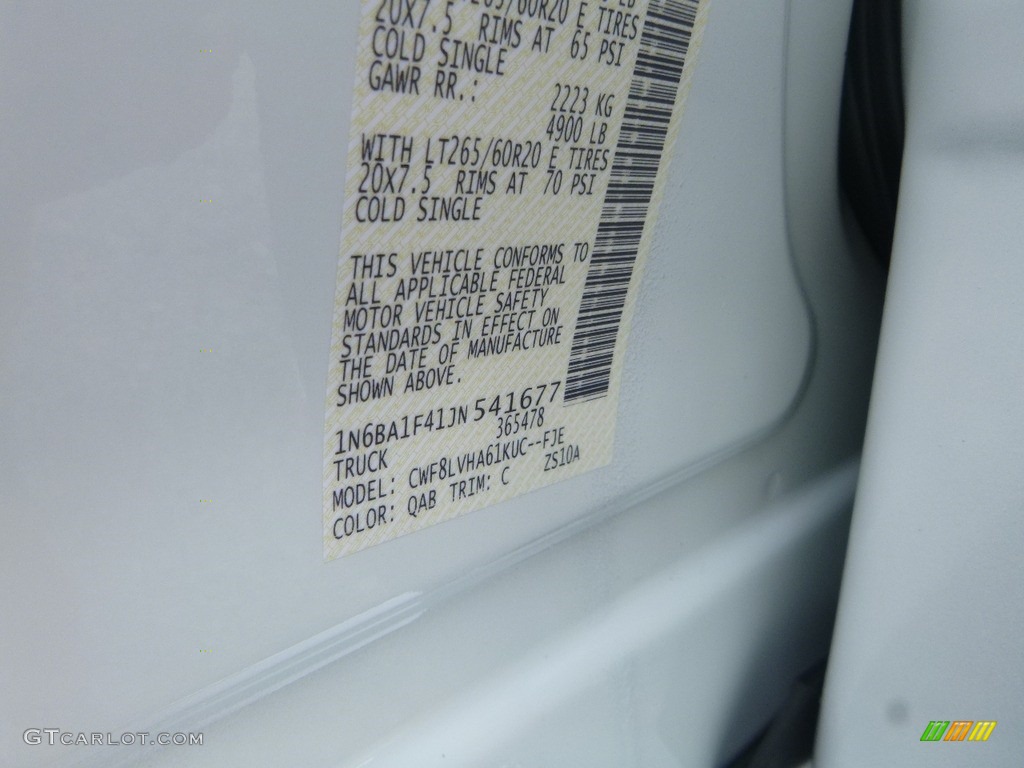 65/60R20 E TIRES
20X7.5 RIMS AT 65 PSI
COLD SINGLE
GAWR RR.:
2223 KG
4900 LB
WITH LT265/60R20 E TIRES
20X7.5 RIMS AT 70 PSI
COLD SINGLE
THIS VEHICLE CONFORMS TO
ALL APPLICABLE FEDERAL
MOTOR VEHICLE SAFETY
STANDARDS IN EFFECT ON
THE DATE OF MANUFACTURE
SHOWN ABOVE.
1N6BA1F41JN541677
365478
TRUCK
MODEL: CWF8LVHA61KUC--FJE
ZS10A
COLOR: QAB TRIM: C
GTCARLOT.COM